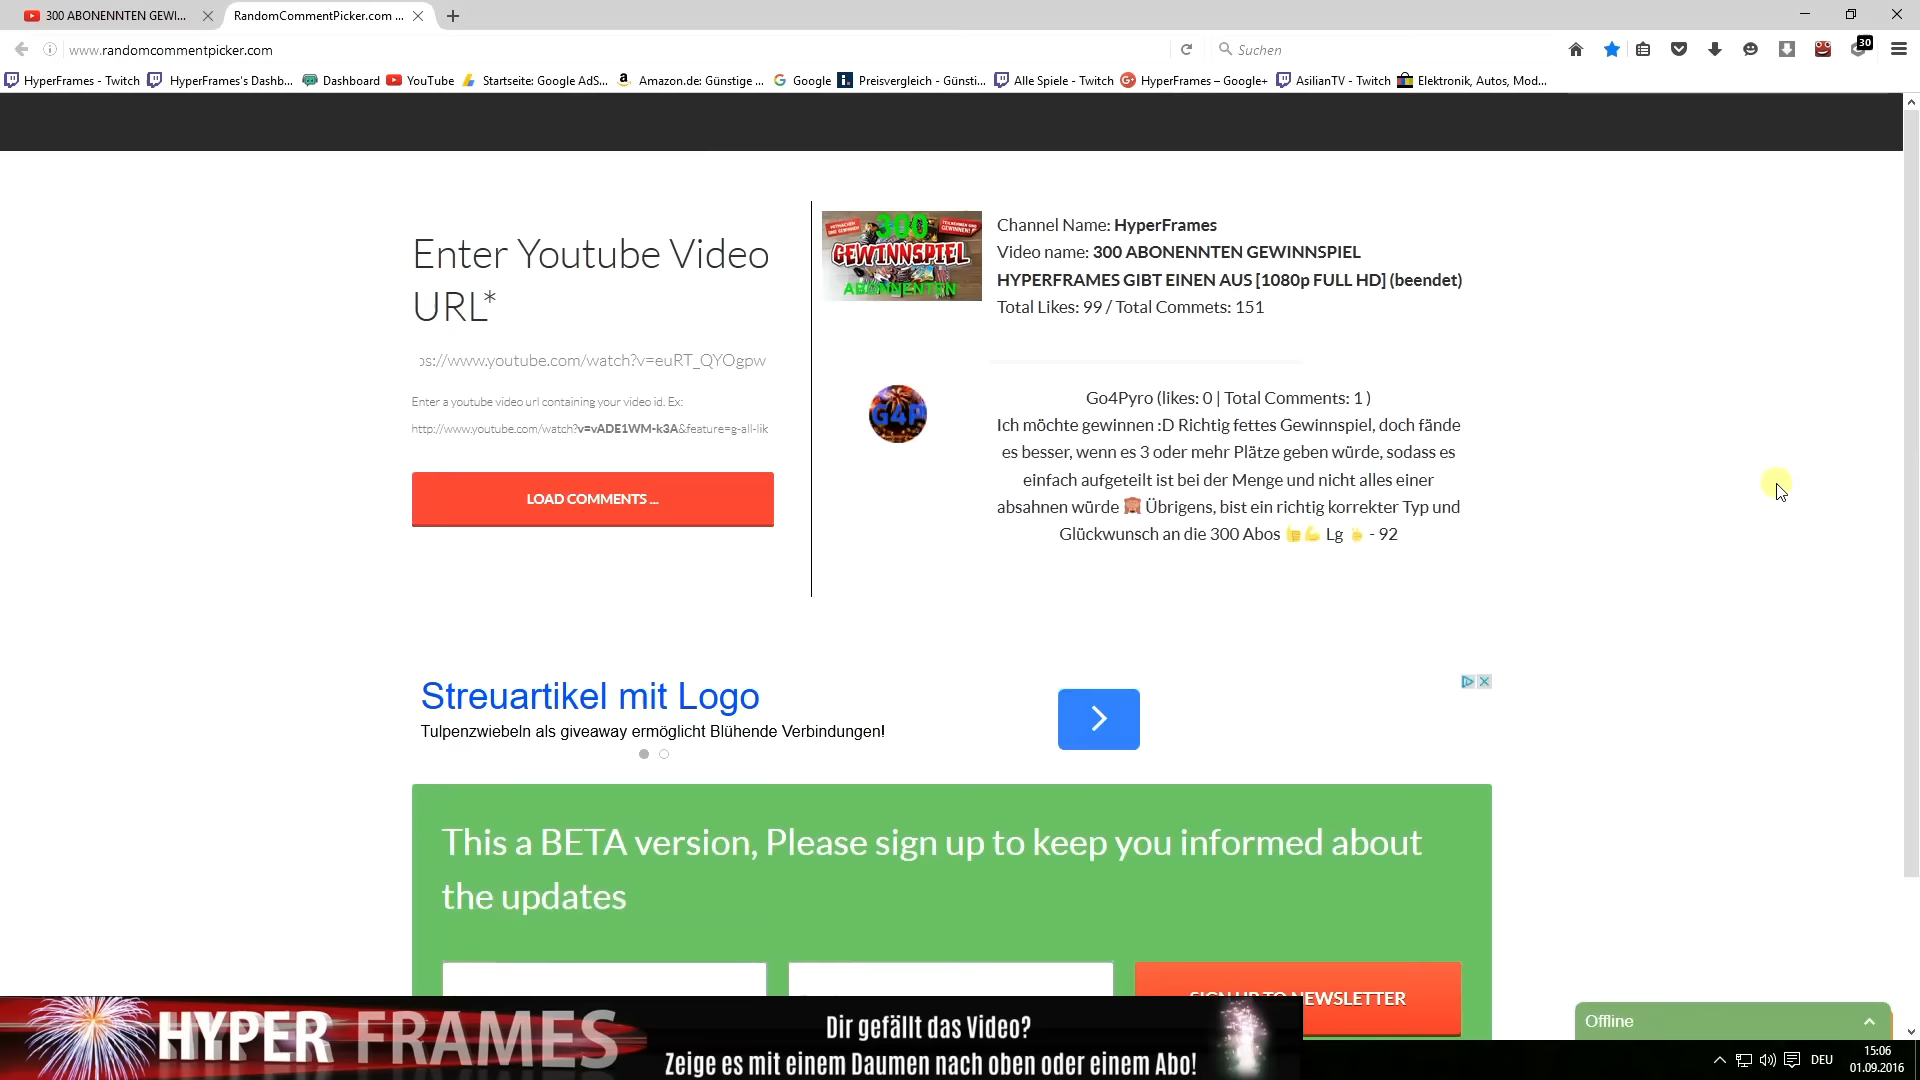 300 ABONENNTEN GEWI...
RandomCommentPicker.com ...
www.randomcommentpicker.com
Suchen
30
HyperFrames - Twitch
HyperFrames's Dashb...
Dashboard
YouTube
Startseite: Google AdS...
Amazon.de: Günstige ...
Google
Preisvergleich - Günsti...
Alle Spiele - Twitch
HyperFrames – Google+
AsilianTV - Twitch
Elektronik, Autos, Mod...
Enter Youtube Video
URL*
ps://www.youtube.com/watch?v=euRT_QYOgpw
Enter a youtube video url containing your video id. Ex:
http://www.youtube.com/watch?v=vADE1WM-k3A&feature=g-all-lik
LOAD COMMENTS ...
300
GEWINNSPIEL
ABONNENTEN
Channel Name: HyperFrames
Video name: 300 ABONENNTEN GEWINNSPIEL
HYPERFRAMES GIBT EINEN AUS [1080p FULL HD] (beendet)
Total Likes: 99 / Total Commets: 151
G4P
Go4Pyro (likes: 0 | Total Comments: 1 )
Ich möchte gewinnen :D Richtig fettes Gewinnspiel, doch fände
es besser, wenn es 3 oder mehr Plätze geben würde, sodass es
einfach aufgeteilt ist bei der Menge und nicht alles einer
absahnen würde 🙈 Übrigens, bist ein richtig korrekter Typ und
Glückwunsch an die 300 Abos 👍💪 Lg - 92
Streuartikel mit Logo
Tulpenzwiebeln als giveaway ermöglicht Blühende Verbindungen!
This a BETA version, Please sign up to keep you informed about
the updates
SIGN UP TO NEWSLETTER
Offline
HYPER FRAMES
Dir gefällt das Video?
Zeige es mit einem Daumen nach oben oder einem Abo!
DEU
15:06
01.09.2016